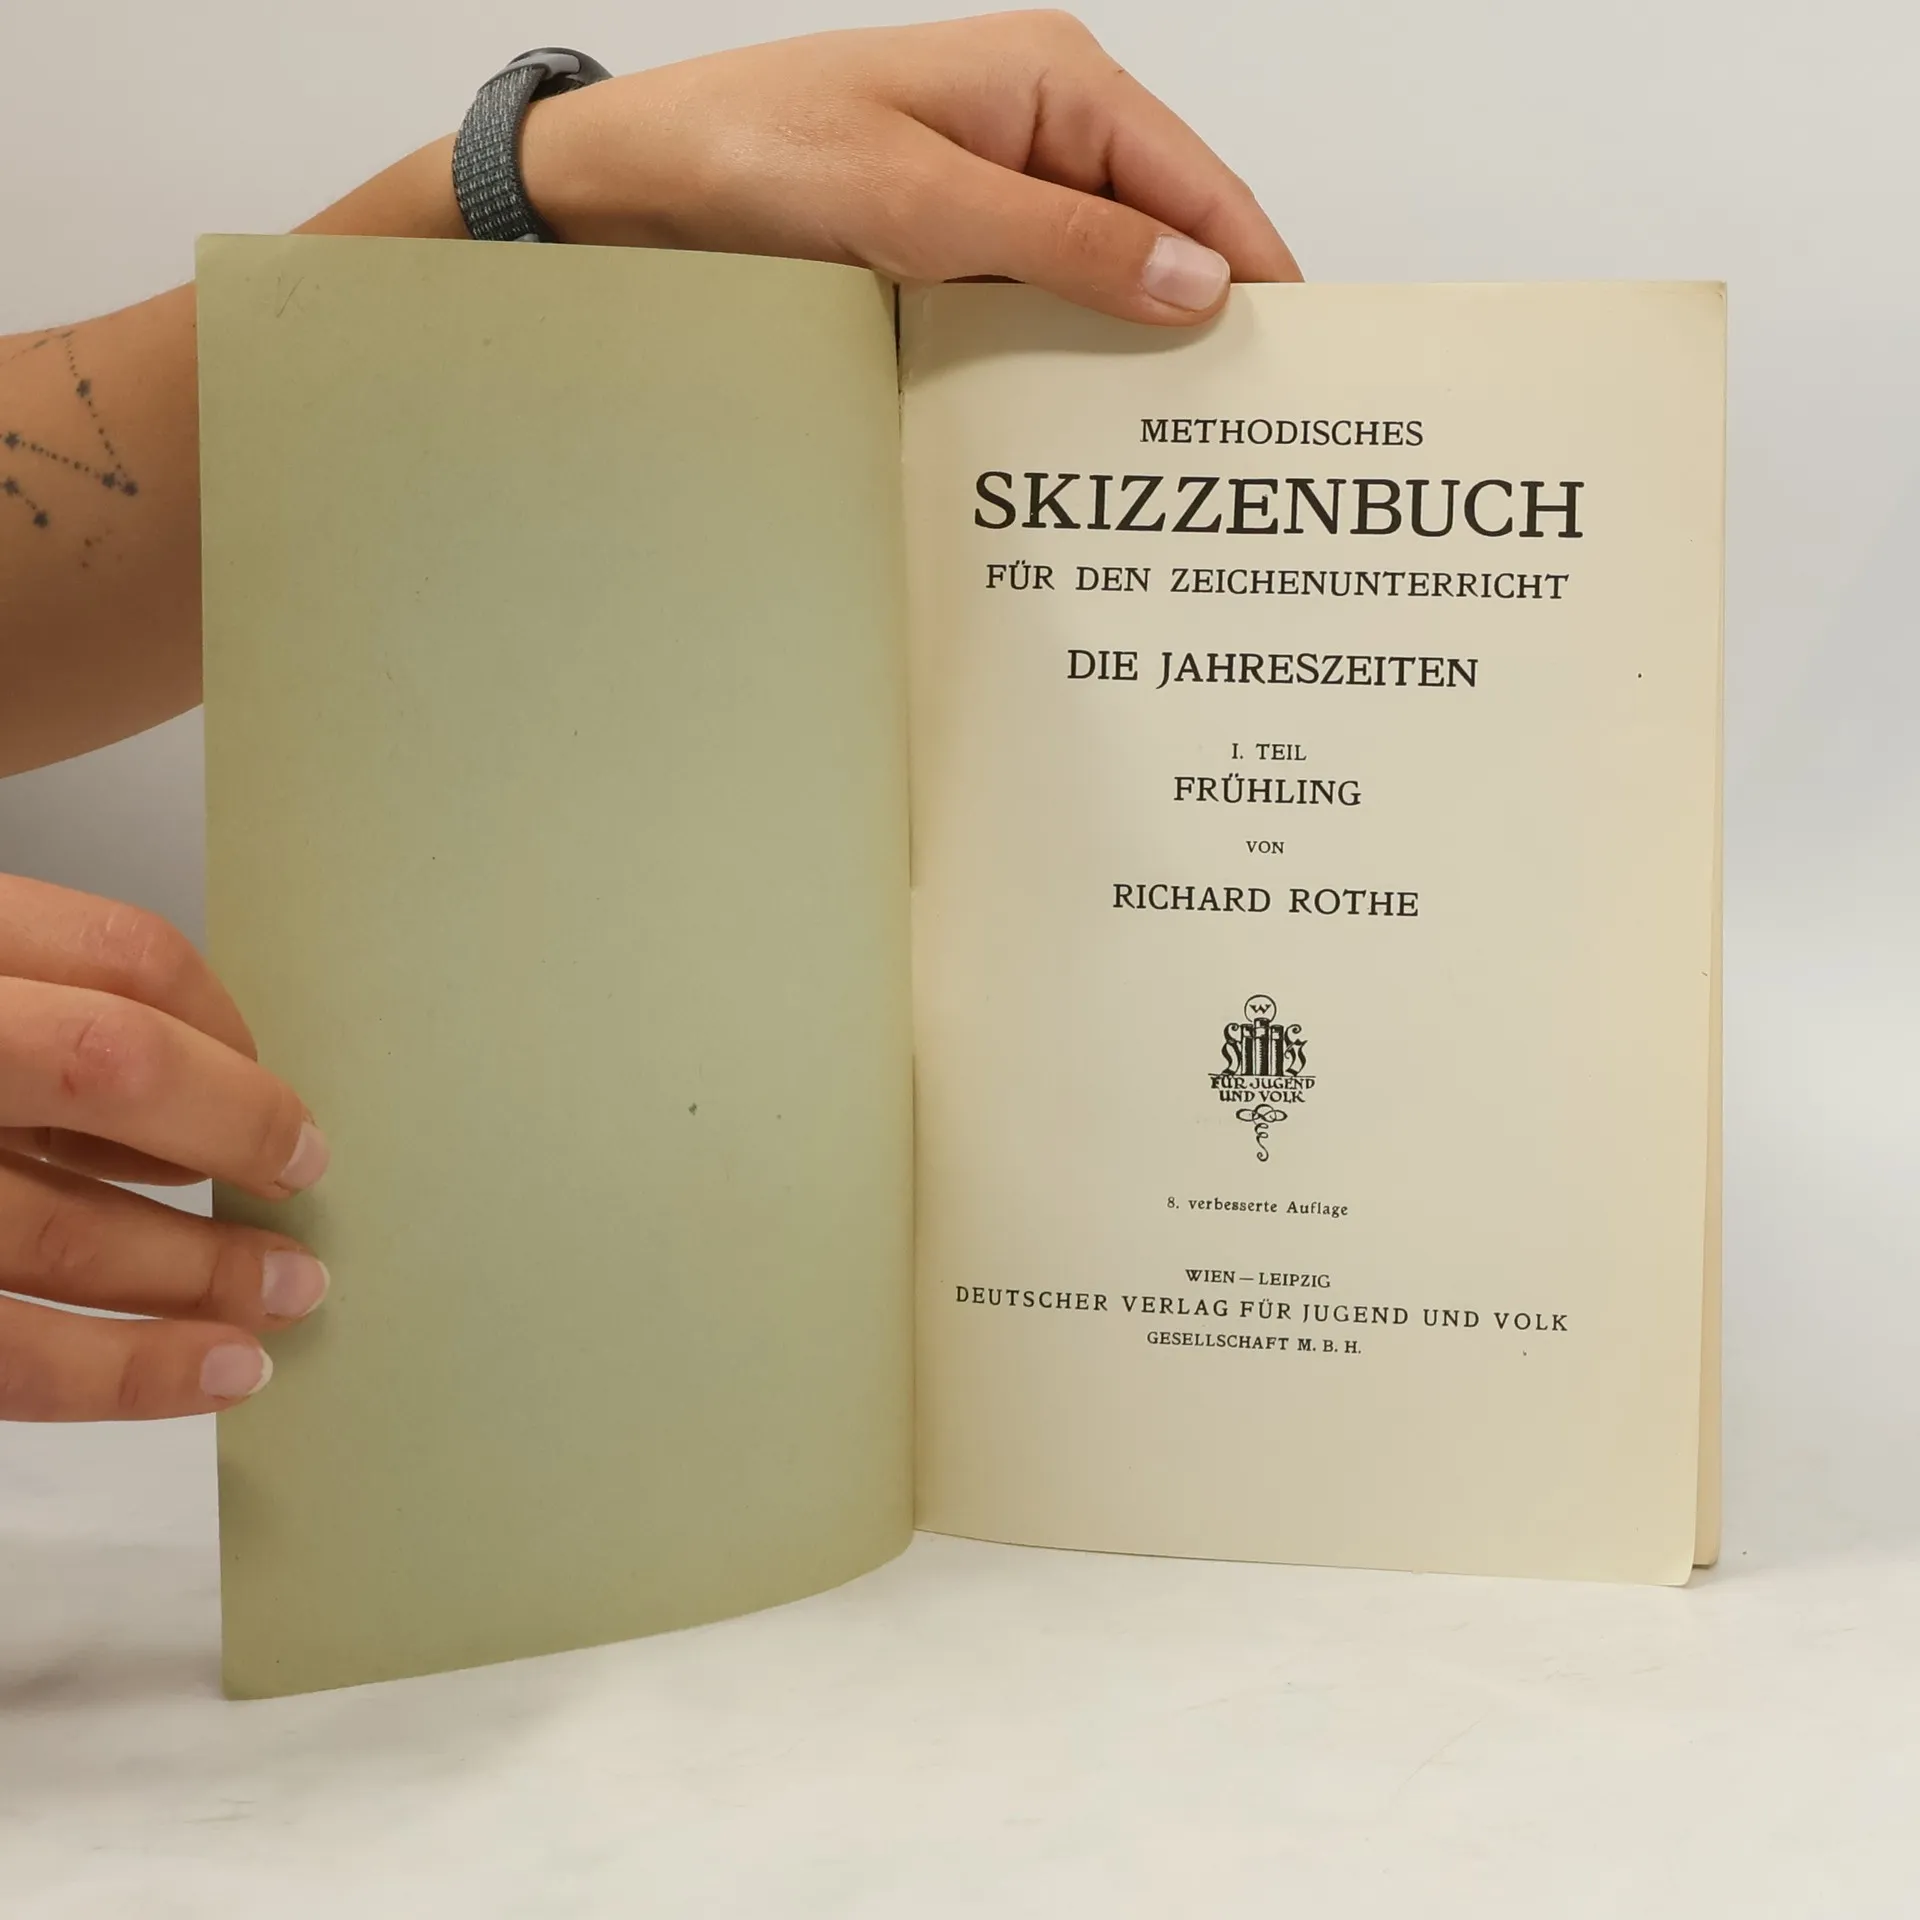 METHODISCHES
SKIZZENBUCH
FÜR DEN ZEICHENUNTERRICHT
DIE JAHRESZEITEN
I. TEIL
FRÜHLING
VON
RICHARD ROTHE
W
FÜR JUGEND
UND VOLK
8. verbesserte Auflage
WIEN — LEIPZIG
DEUTSCHER VERLAG FÜR JUGEND UND VOLK
GESELLSCHAFT M. B. H.